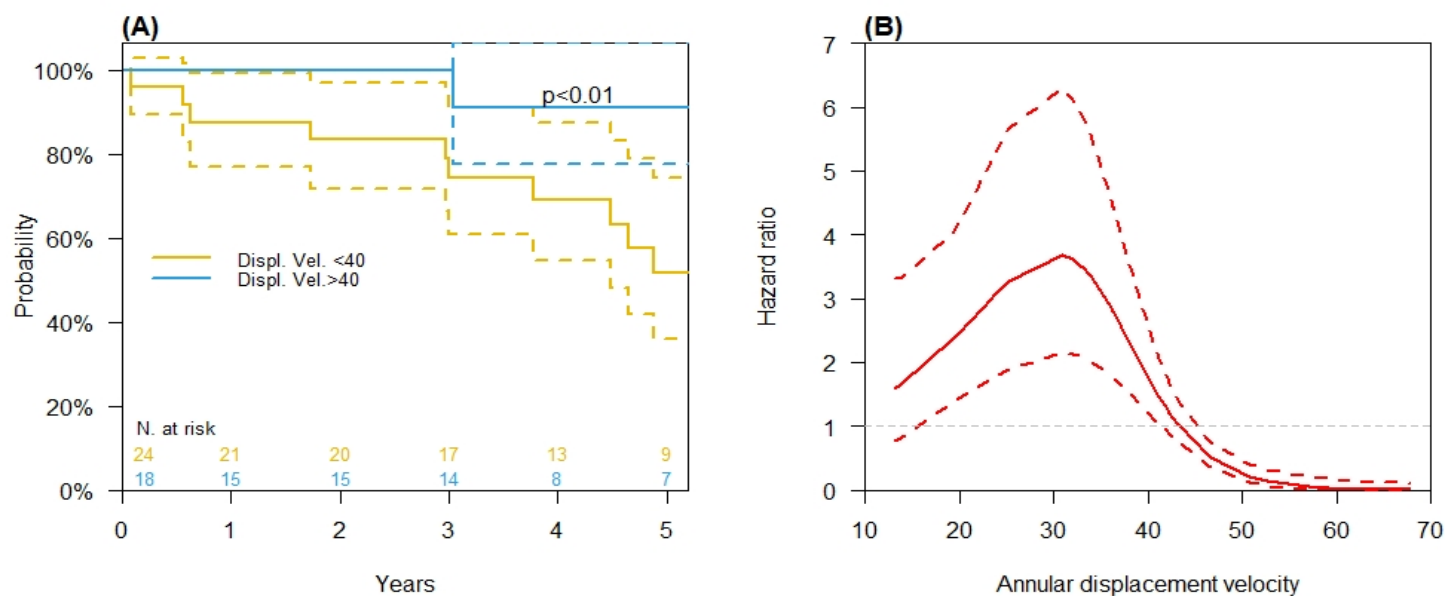 (A)
Probability
100%
80%
60%
40%
20%
0%
p<0.01
Displ. Vel. <40
Displ. Vel.>40
N. at risk
24 21 20 17 13 9
18 15 15 14 8 7
0 1 2 3 4 5
Years
(B)
Hazard ratio
7
6
5
4
3
2
1
0
10 20 30 40 50 60 70
Annular displacement velocity